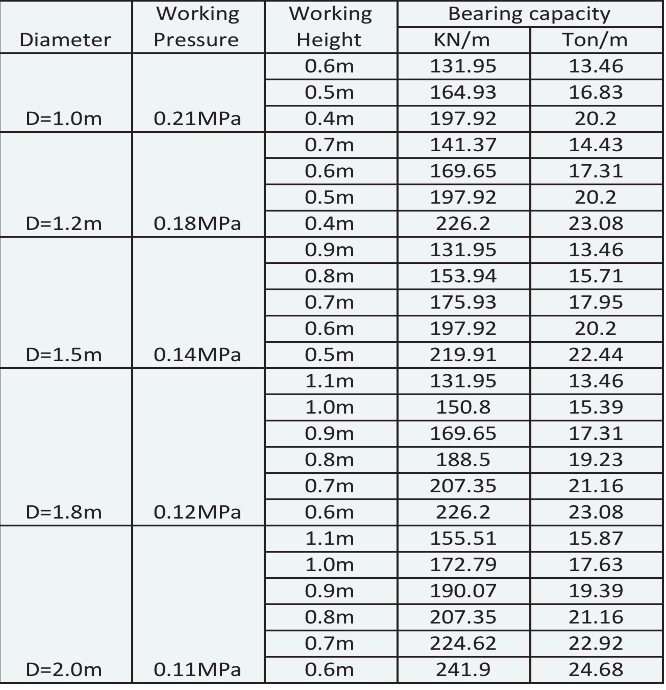 Diameter Working Pressure Working Height Bearing capacity
KN/m Ton/m
0.6m 131.95 13.46
0.5m 164.93 16.83
D=1.0m 0.21MPa 0.4m 197.92 20.2
0.7m 141.37 14.43
0.6m 169.65 17.31
0.5m 197.92 20.2
D=1.2m 0.18MPa 0.4m 226.2 23.08
0.9m 131.95 13.46
0.8m 153.94 15.71
0.7m 175.93 17.95
0.6m 197.92 20.2
D=1.5m 0.14MPa 0.5m 219.91 22.44
1.1m 131.95 13.46
1.0m 150.8 15.39
0.9m 169.65 17.31
0.8m 188.5 19.23
0.7m 207.35 21.16
D=1.8m 0.12MPa 0.6m 226.2 23.08
1.1m 155.51 15.87
1.0m 172.79 17.63
0.9m 190.07 19.39
0.8m 207.35 21.16
0.7m 224.62 22.92
D=2.0m 0.11MPa 0.6m 241.9 24.68